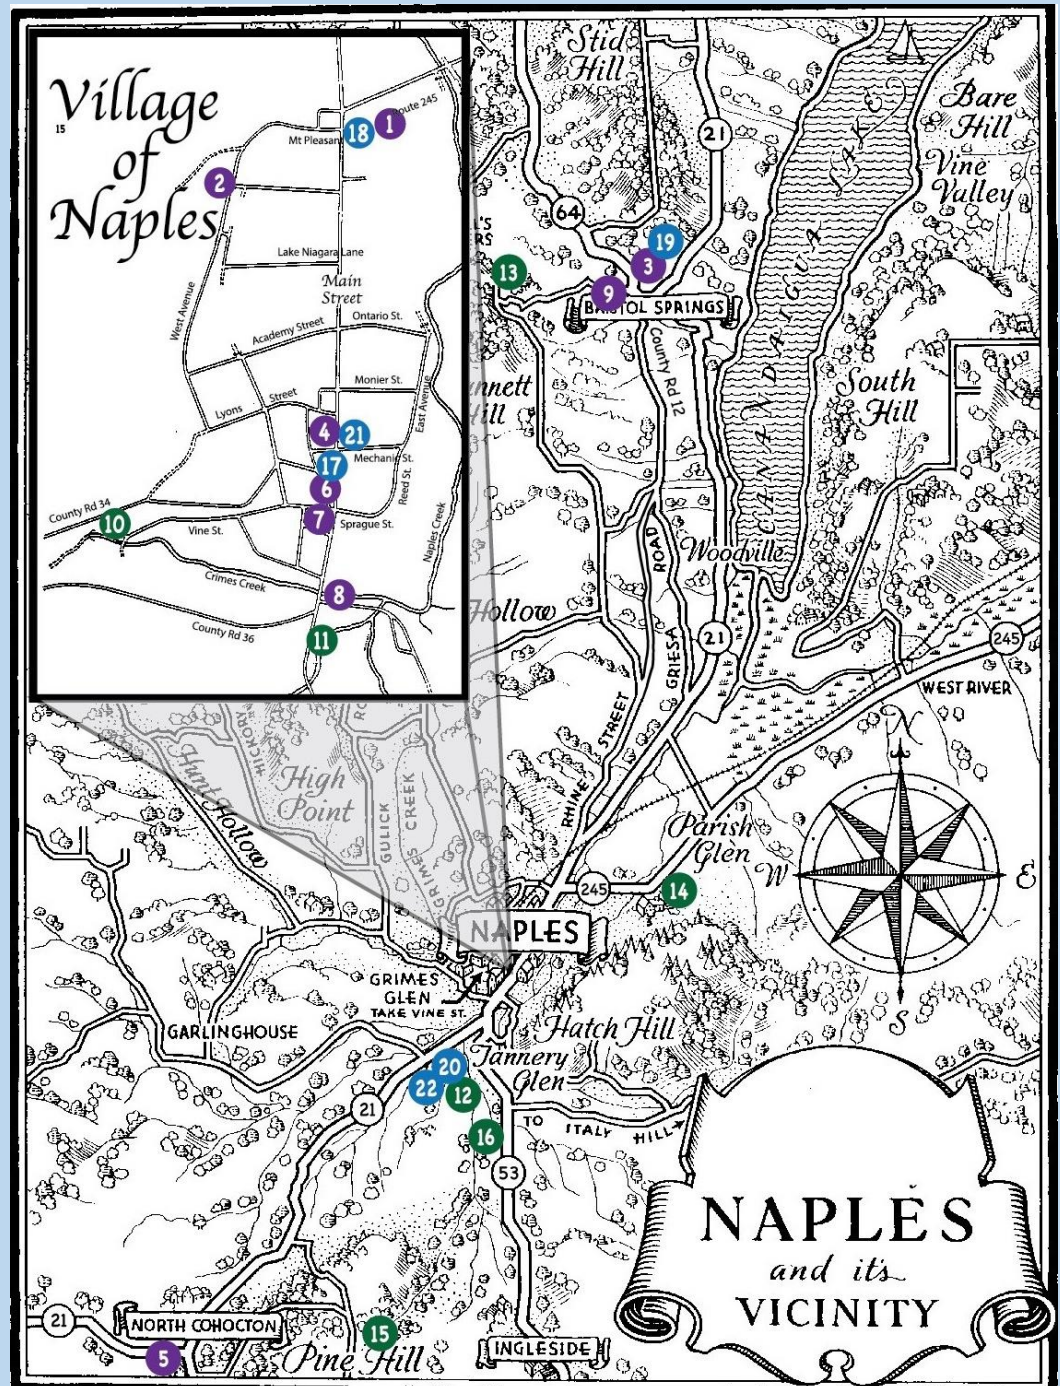 Village
of
Naples
15
Route 245
18
1
Mt Pleasant
2
Lake Niagara Lane
Main
Street
West Avenue
Academy Street
Ontario St.
Monier St.
East Avenue
Lyons
Street
4
21
17
Mechanic St.
6
Reed St.
County Rd 34
10
Vine St.
7
Sprague St.
Naples Creek
Crimes Creek
8
County Rd 36
11
Stid
Hill
21
64
19
3
13
9
BRISTOL SPRINGS
County Rd 12
CANANDAIGUA LAKE
Bare
Hill
Vine
Valley
South
Hill
Hill
Hollow
ROAD
Woodville
21
GRIESA
STREET
RHINE
245
WEST RIVER
N
W
E
S
Parish
Glen
245
14
Hunt Hollow
HICKORY
High
Point
GULICK
GRIMES CREEK
NAPLES
GRIMES
GLEN
TAKE VINE ST.
GARLINGHOUSE
Hatch Hill
Tannery
Glen
20
22
12
21
TO ITALY HILL
16
53
21
NORTH COHOCTON
5
15
Pine Hill
INGLESIDE
NAPLES
and it's
VICINITY